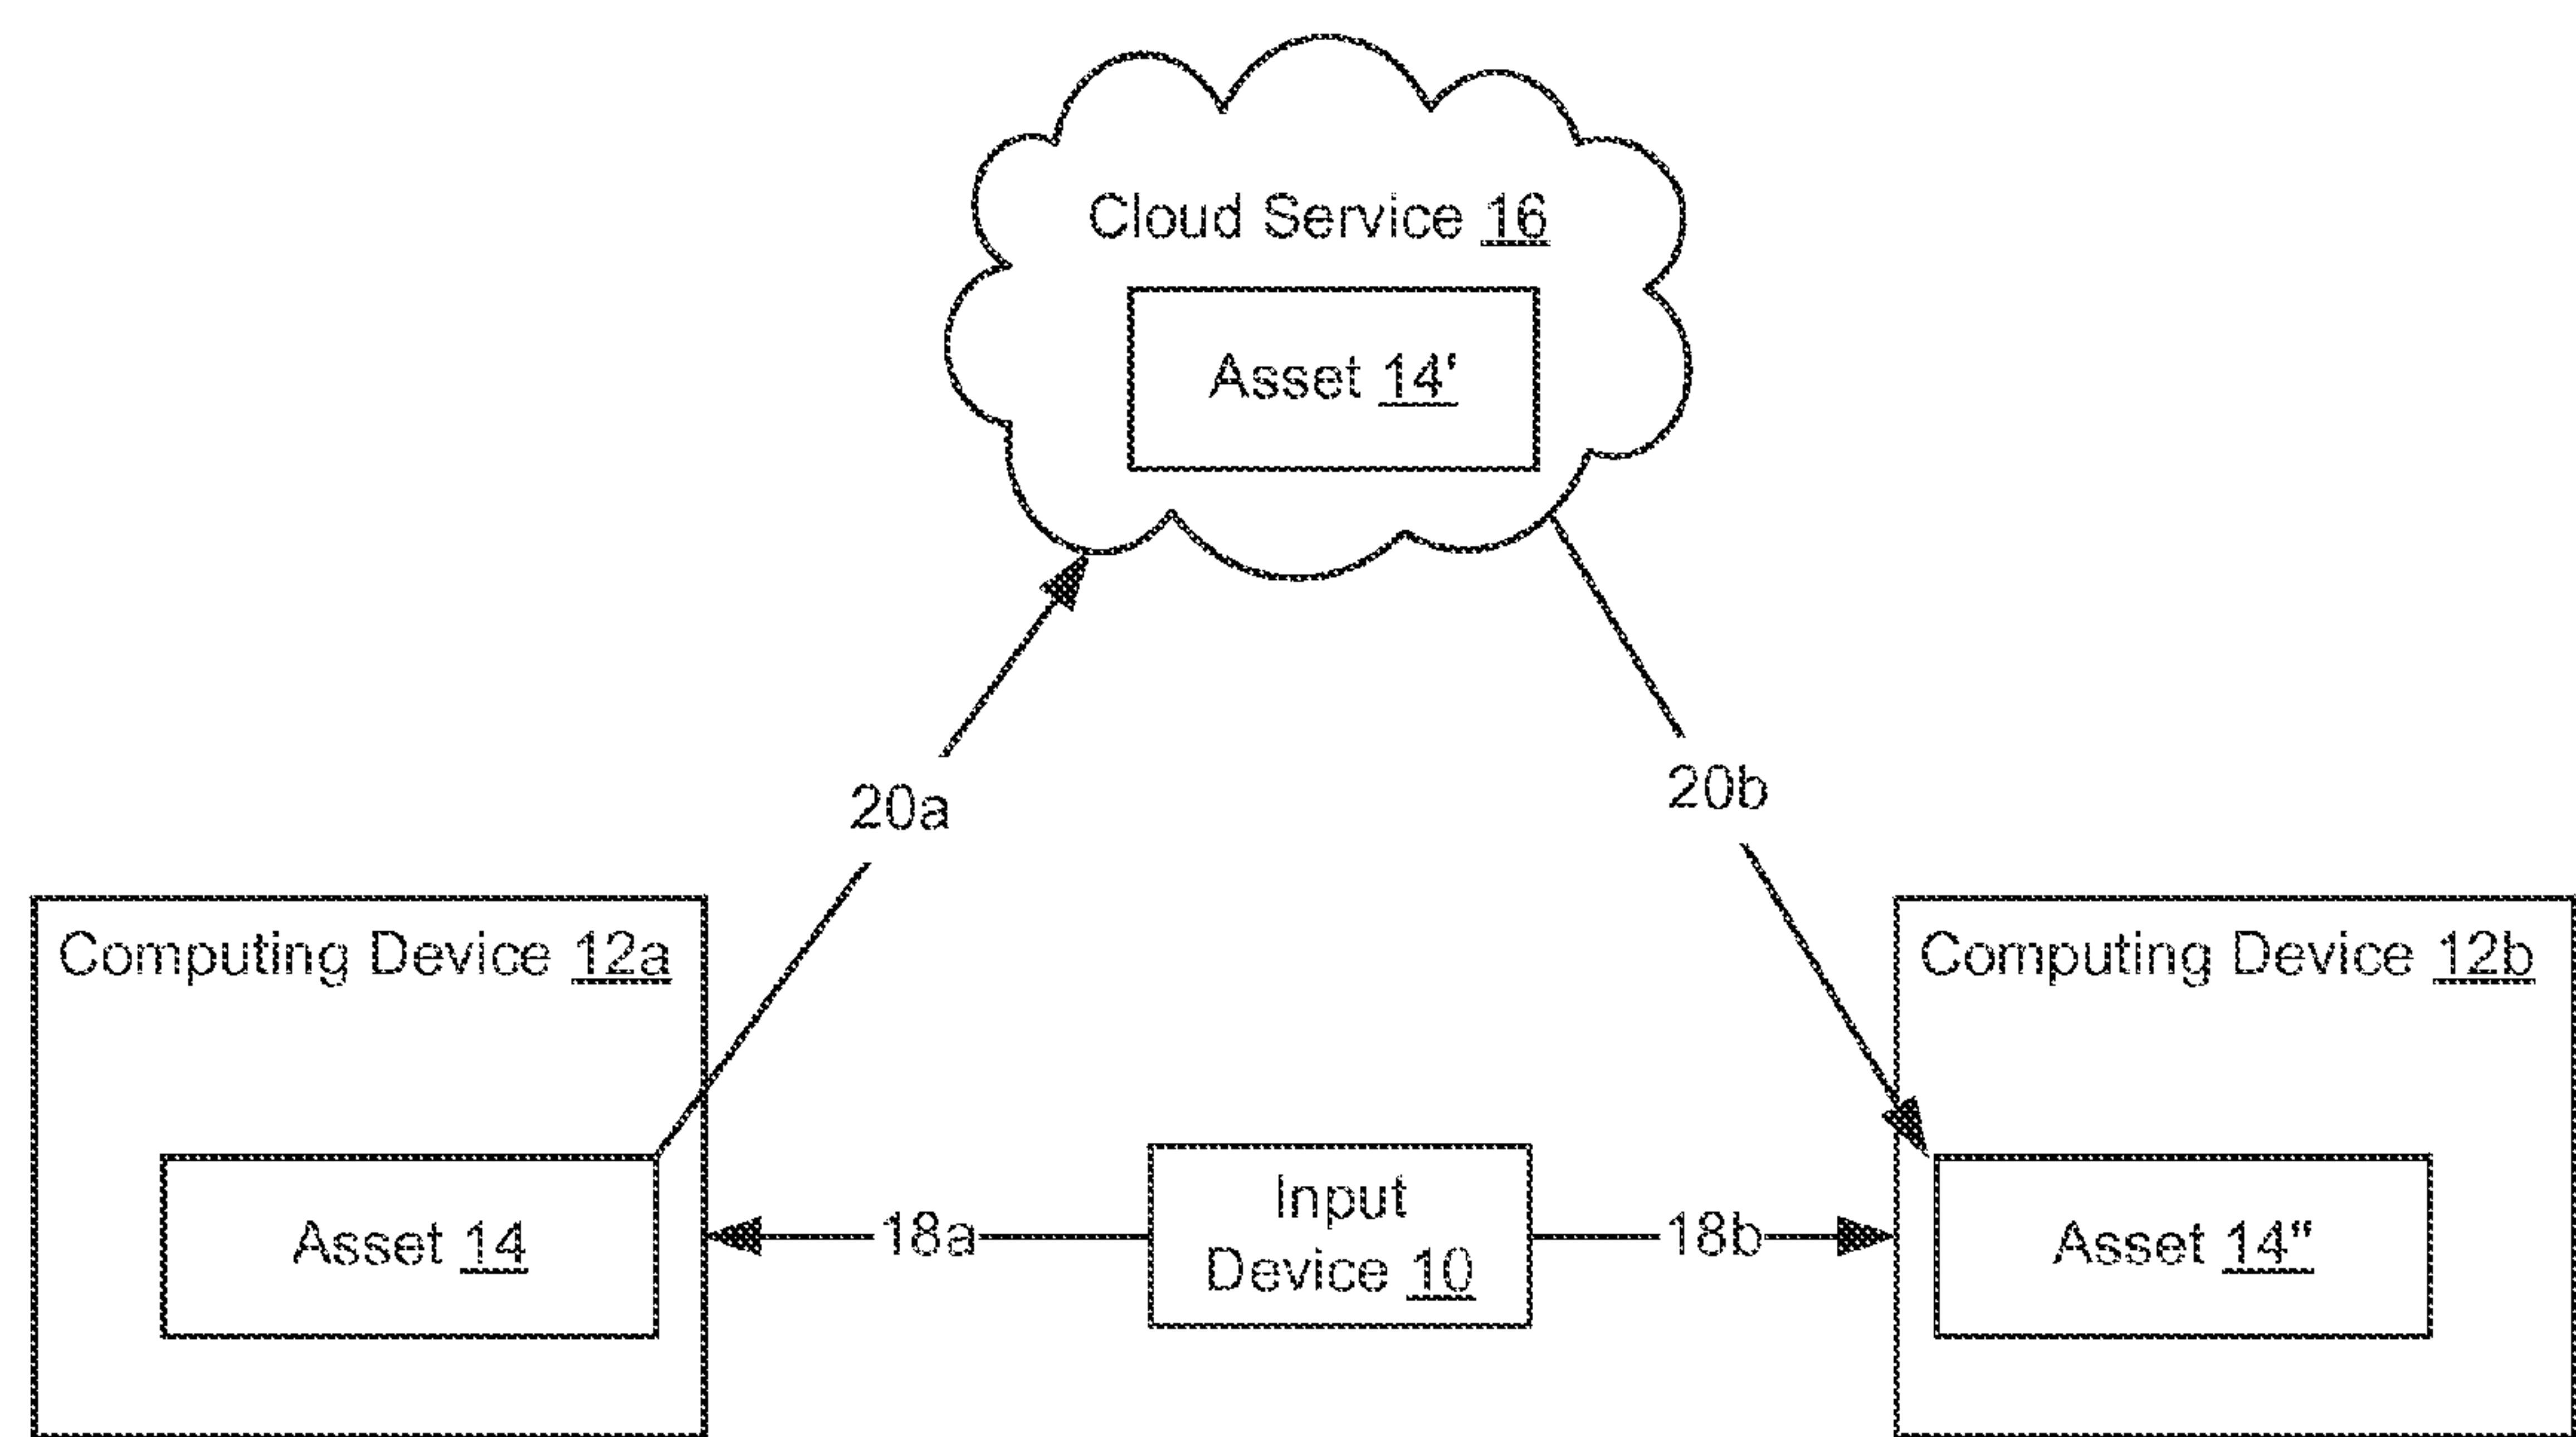 Cloud Service 16
Asset 14'
20a
20b
Computing Device 12a
Computing Device 12b
Asset 14
18a
Input
Device 10
18b
Asset 14"